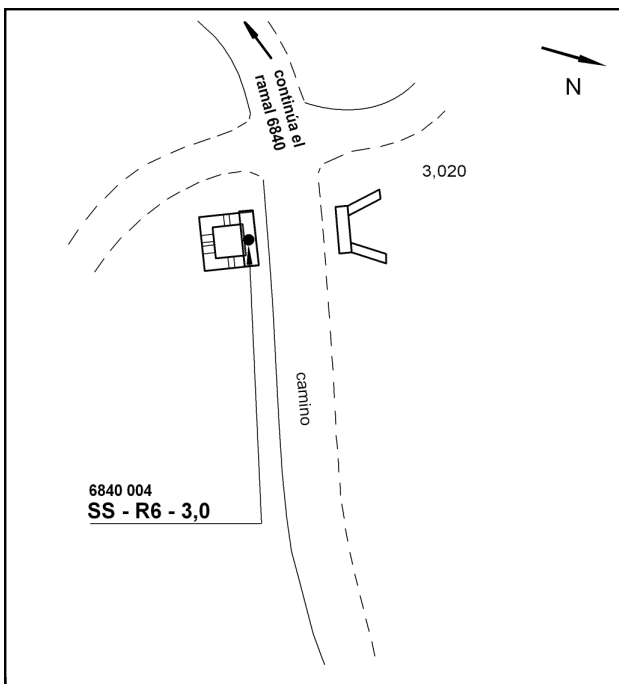 continúa el
ramal 6840
N
3,020
camino
6840 004
SS - R6 - 3,0